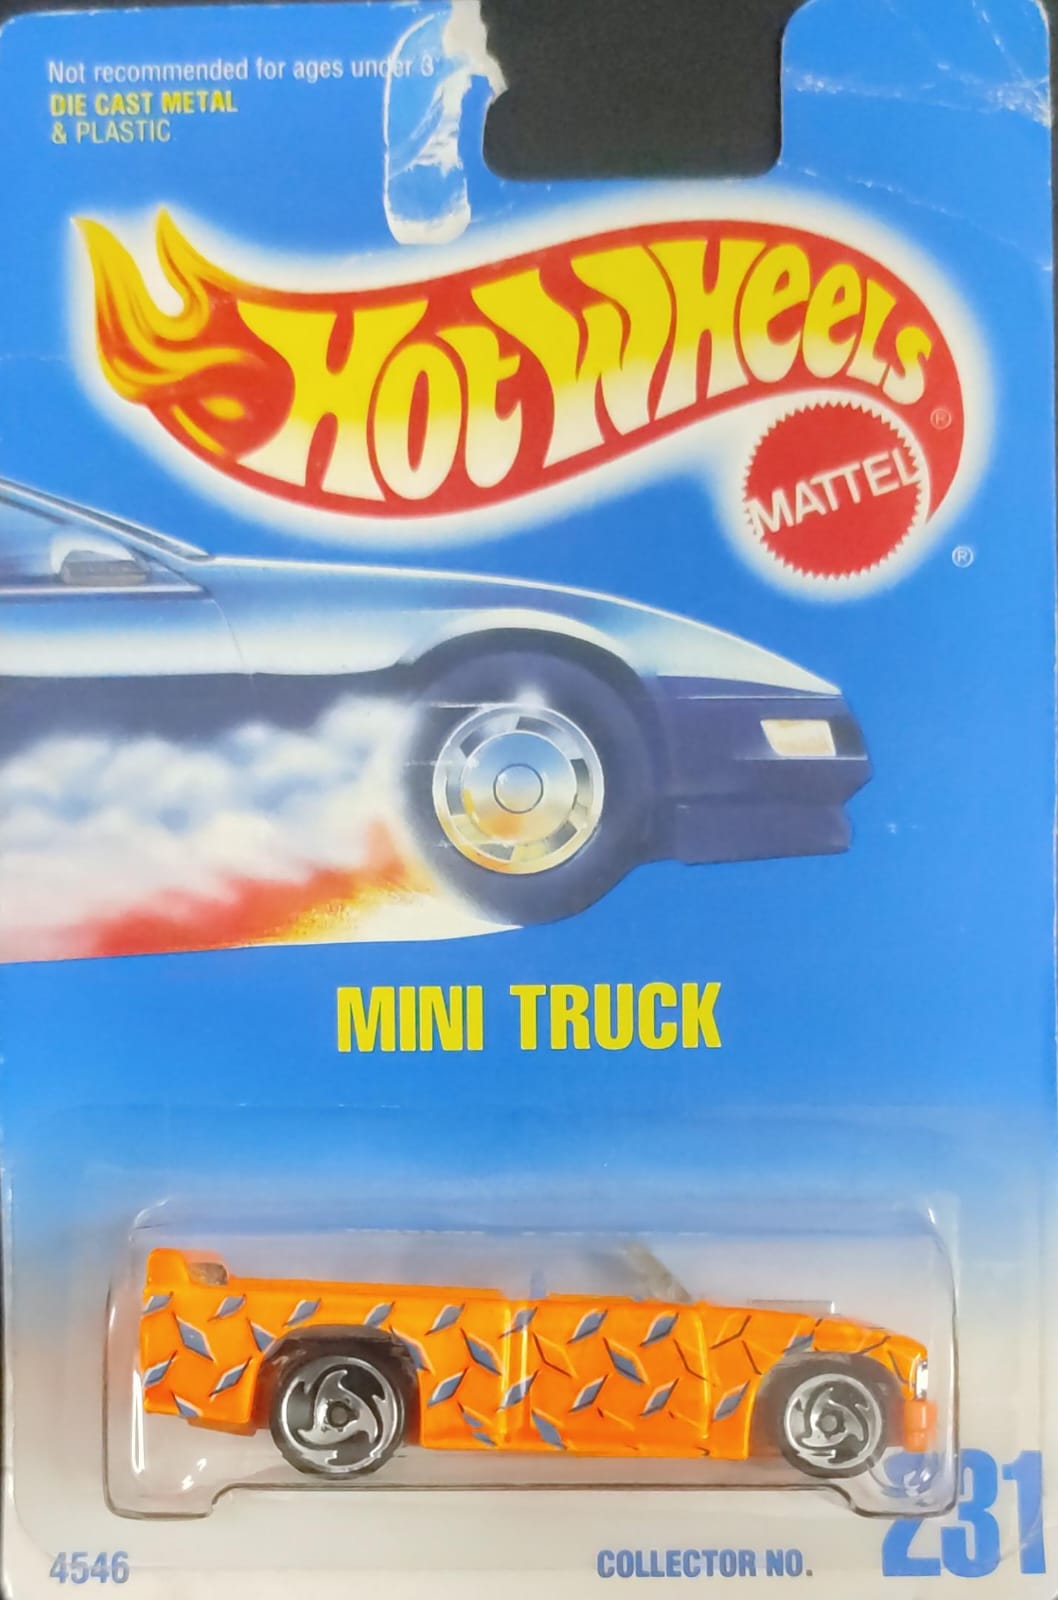 Not recommended for ages under 3
DIE CAST METAL
& PLASTIC
HOT WHEELS ®
MATTEL
®
MINI TRUCK
4546
COLLECTOR NO. 231